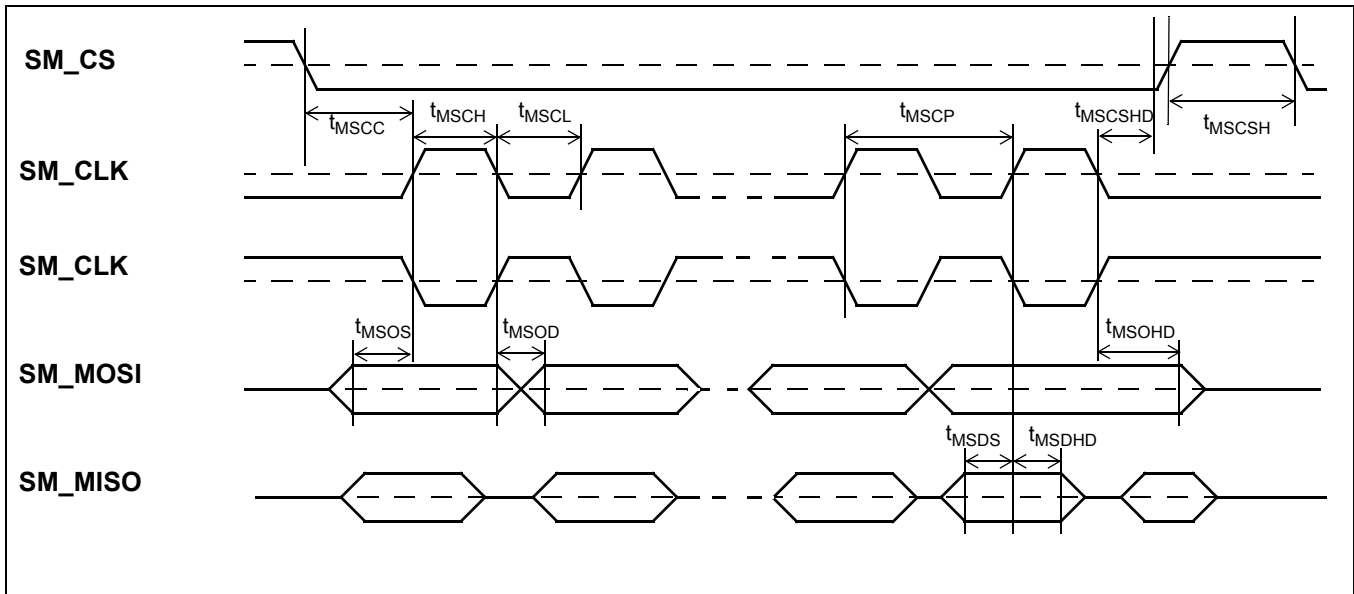 SM_CS
tMSCC
tMSCH
tMSCL
tMSCP
tMSCSHD
tMSCSH
SM_CLK
SM_CLK
tMSOS
tMSOD
tMSOHD
SM_MOSI
tMSDS
tMSDHD
SM_MISO